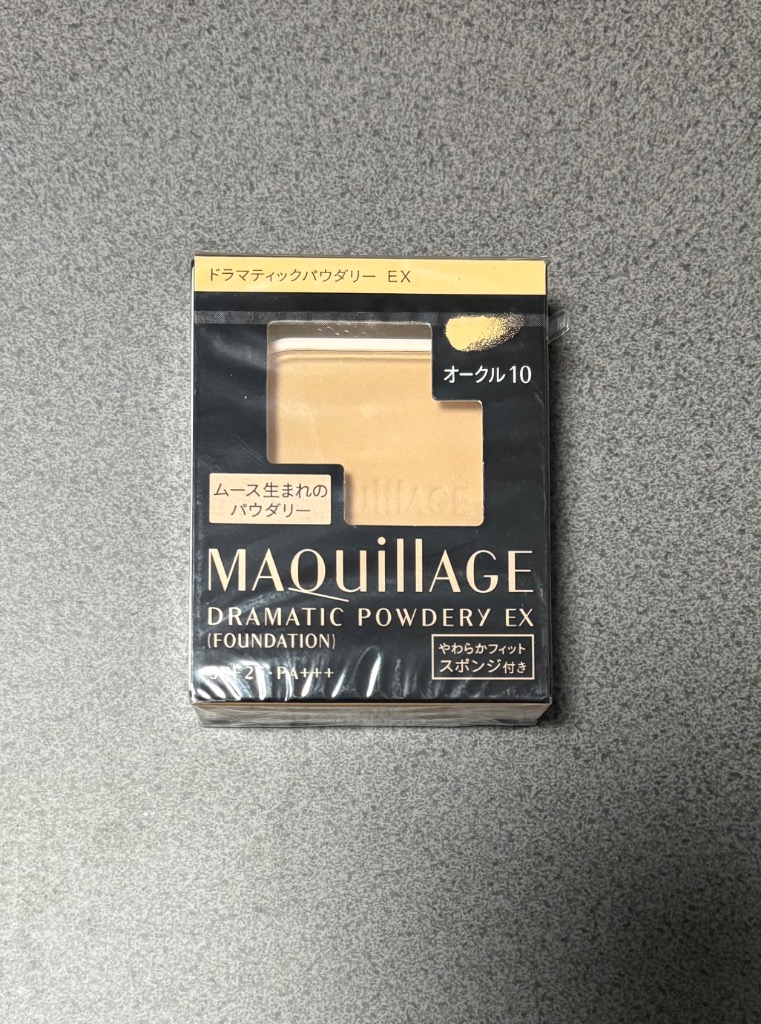 ドラマティックパウダリー EX
オークル10
ムース生まれの
パウダリー
MAQuillAGE
DRAMATIC POWDERY EX
(FOUNDATION)
やわらかフィット
スポンジ付き
PA+++